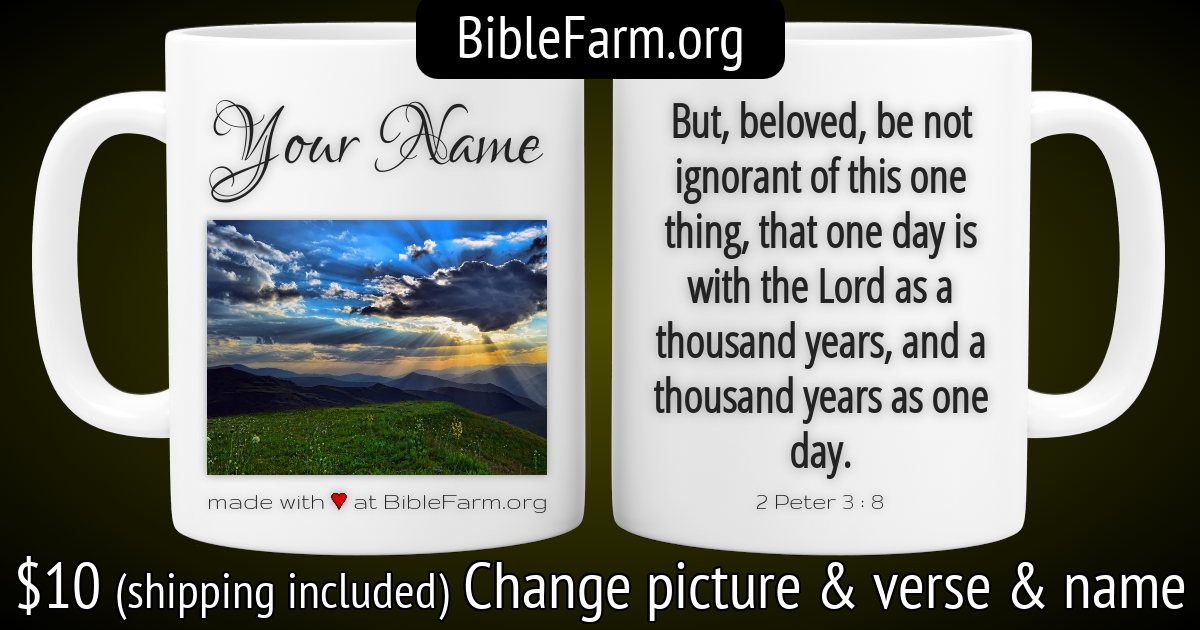 BibleFarm.org
Your Name
made with ❤ at BibleFarm.org
But, beloved, be not
ignorant of this one
thing, that one day is
with the Lord as a
thousand years, and a
thousand years as one
day.
2 Peter 3 : 8
$10 (shipping included) Change picture & verse & name